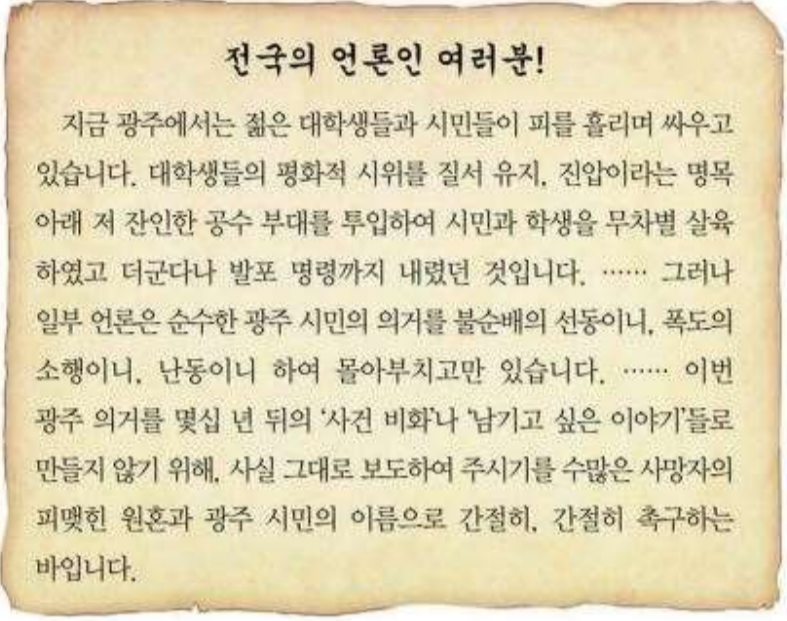 전국의 언론인 여러분!
지금 광주에서는 젊은 대학생들과 시민들이 피를 흘리며 싸우고
있습니다. 대학생들의 평화적 시위를 질서 유지, 진압이라는 명목
아래 저 잔인한 공수 부대를 투입하여 시민과 학생을 무차별 살육
하였고 더군다나 발포 명령까지 내렸던 것입니다. …… 그러나
일부 언론은 순수한 광주 시민의 의거를 불순배의 선동이니, 폭도의
소행이니, 난동이니 하여 몰아부치고만 있습니다. …… 이번
광주 의거를 몇십 년 뒤의 ‘사건 비화’나 ‘남기고 싶은 이야기’들로
만들지 않기 위해, 사실 그대로 보도하여 주시기를 수많은 사망자의
피맺힌 원혼과 광주 시민의 이름으로 간절히, 간절히 촉구하는
바입니다.